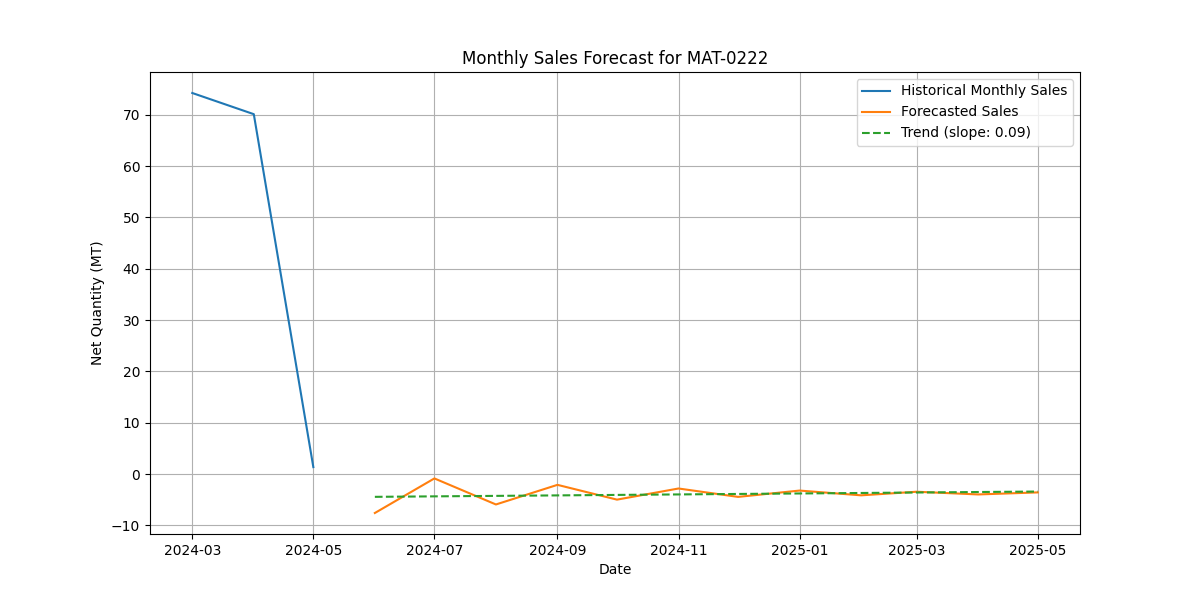 Monthly Sales Forecast for MAT-0222
Historical Monthly Sales
Forecasted Sales
Trend (slope: 0.09)
Net Quantity (MT)
70
60
50
40
30
20
10
0
−10
2024-03 2024-05 2024-07 2024-09 2024-11 2025-01 2025-03 2025-05
Date